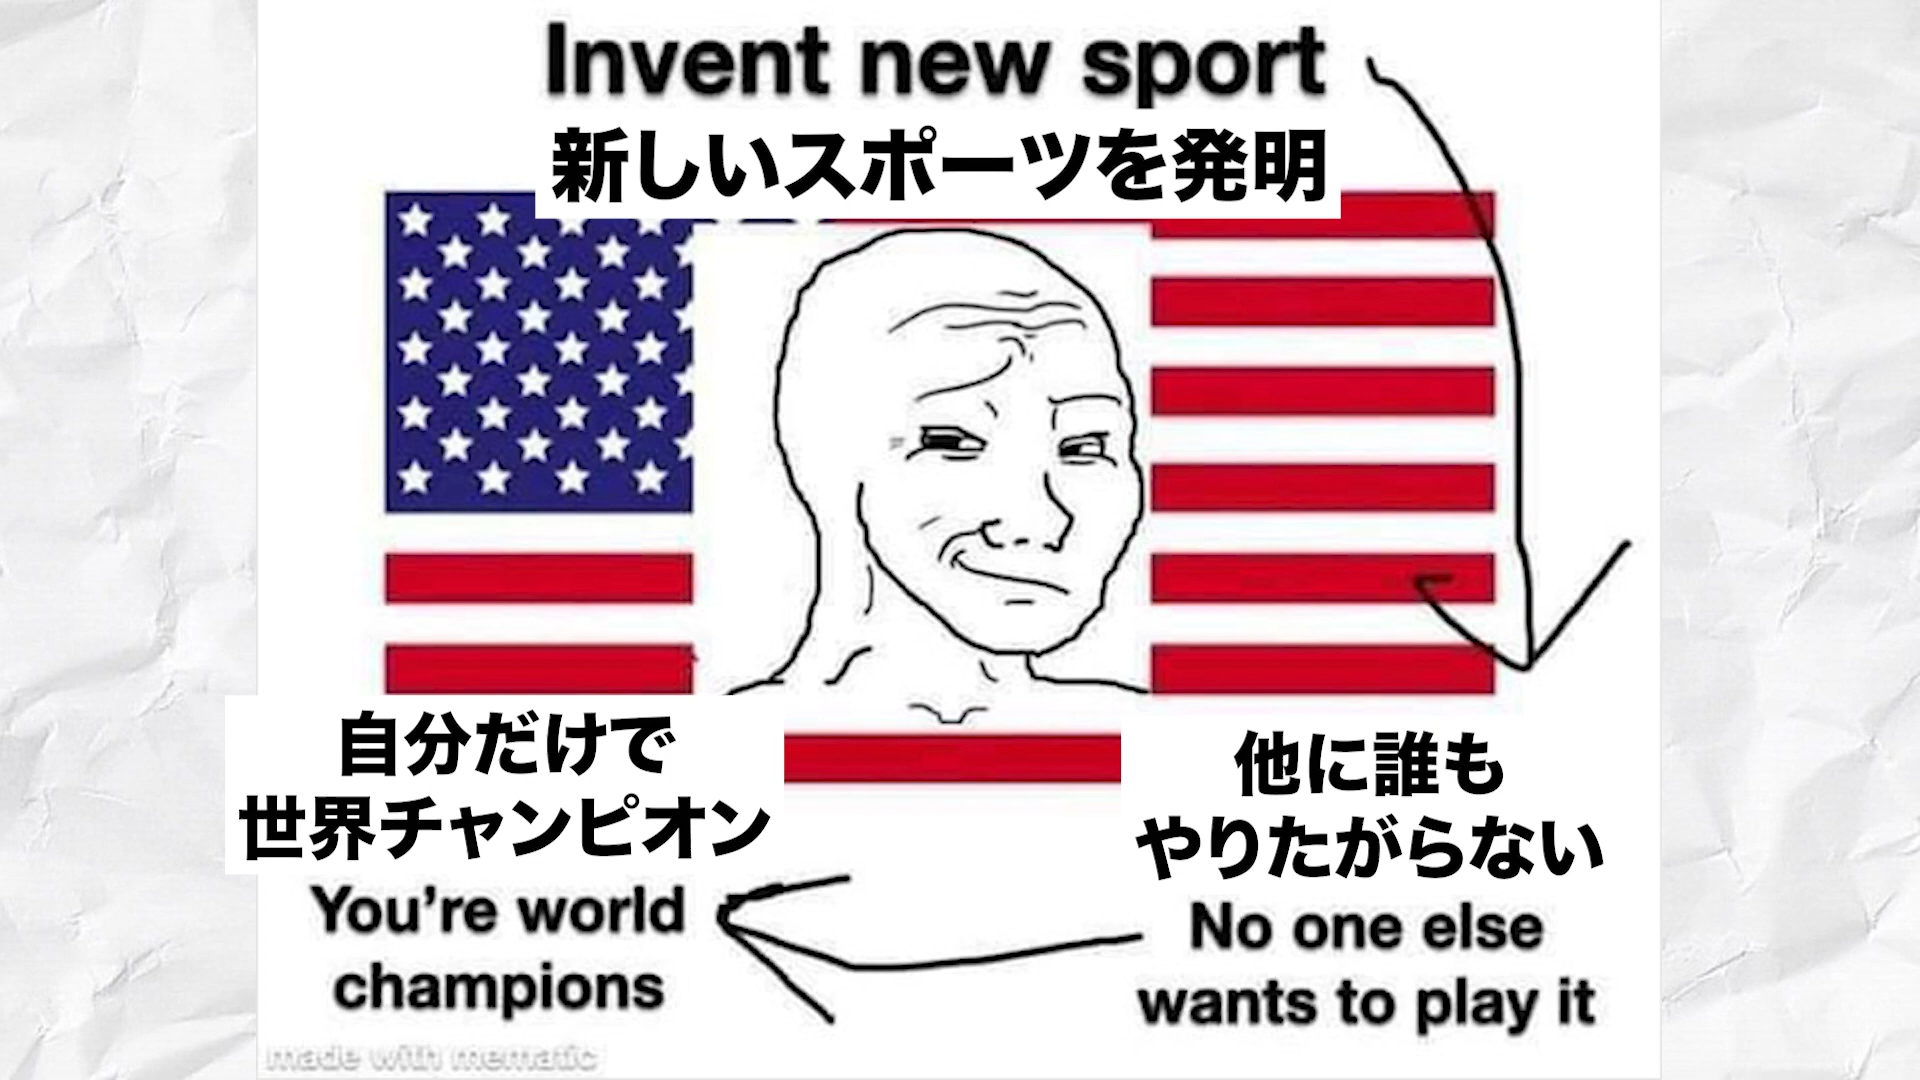 Invent new sport
新しいスポーツを発明
自分だけで
世界チャンピオン
You're world
champions
他に誰も
やりたがらない
No one else
wants to play it
made with mematic